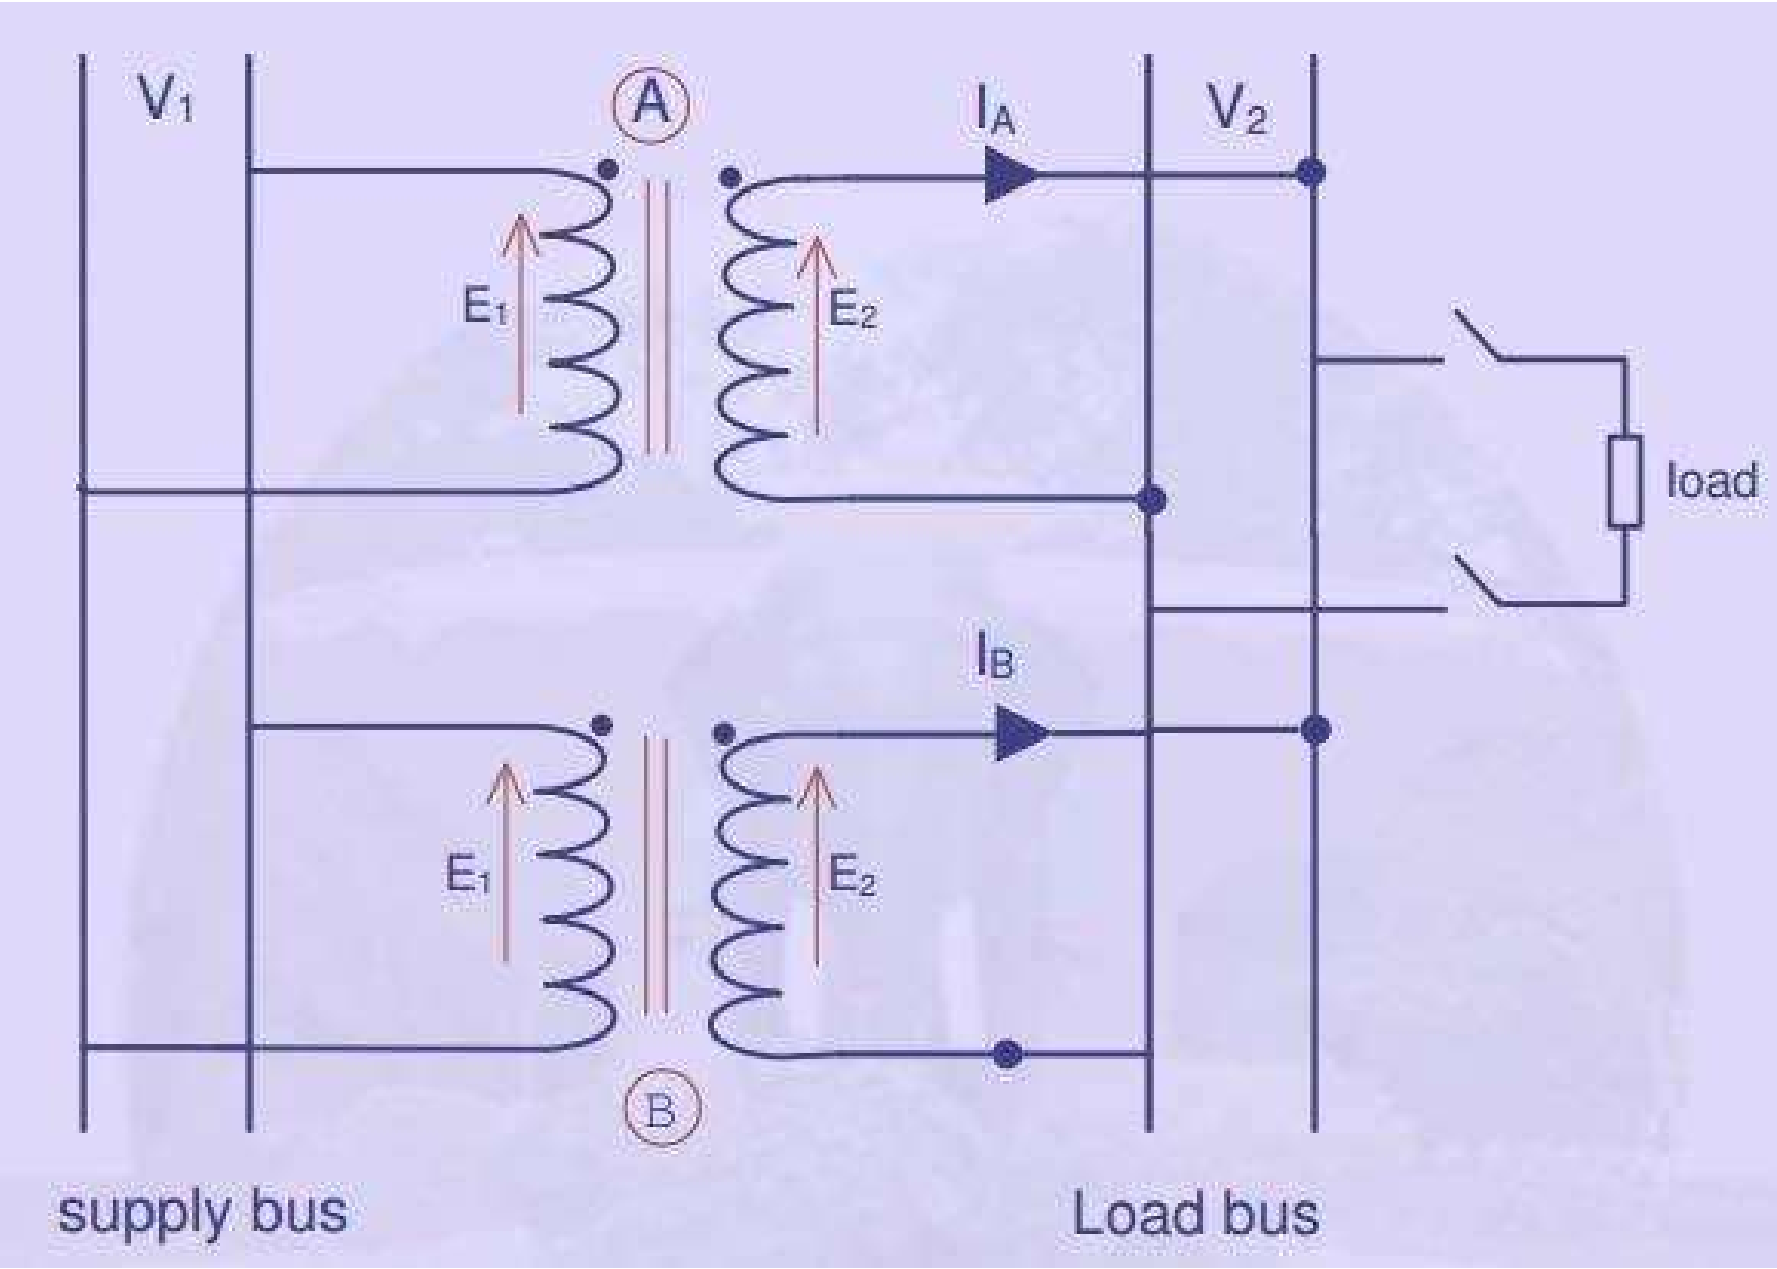 V₁
A
I_A
V₂
E₁
E₂
load
I_B
E₁
E₂
B
supply bus
Load bus